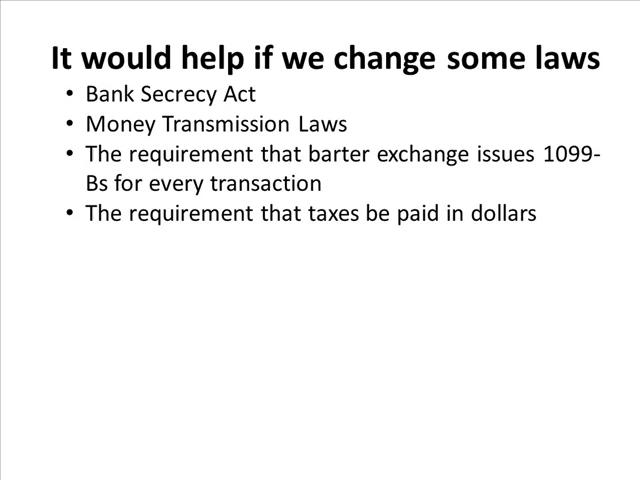 It would help if we change some laws
• Bank Secrecy Act
• Money Transmission Laws
• The requirement that barter exchange issues 1099-
Bs for every transaction
• The requirement that taxes be paid in dollars